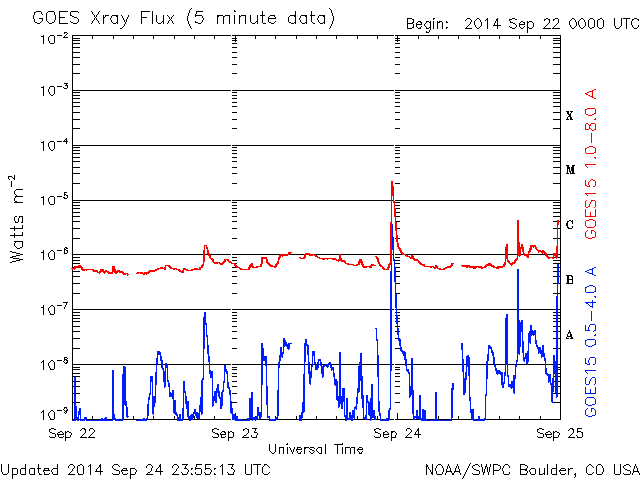 GOES Xray Flux (5 minute data)
Begin: 2014 Sep 22 0000 UTC
10-2
10-3
10-4
10-5
10-6
10-7
10-8
10-9
Watts m-2
X
M
C
B
A
GOES15 1.0-8.0 A
GOES15 0.5-4.0 A
Sep 22
Sep 23
Sep 24
Sep 25
Universal Time
Updated 2014 Sep 24 23:55:13 UTC
NOAA/SWPC Boulder, CO USA